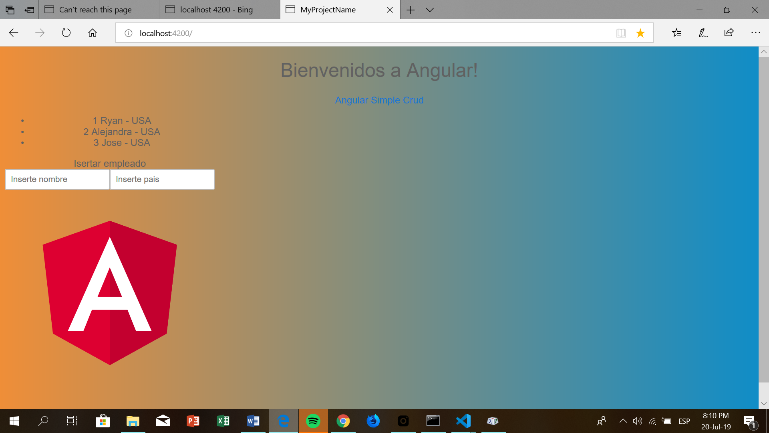 Can't reach this page
localhost 4200 - Bing
MyProjectName
localhost:4200/
Bienvenidos a Angular!
Angular Simple Crud
1 Ryan - USA
2 Alejandra - USA
3 Jose - USA
Isertar empleado
Inserte nombre
Inserte pais
A
ESP
8:10 PM
20-Jul-19
1